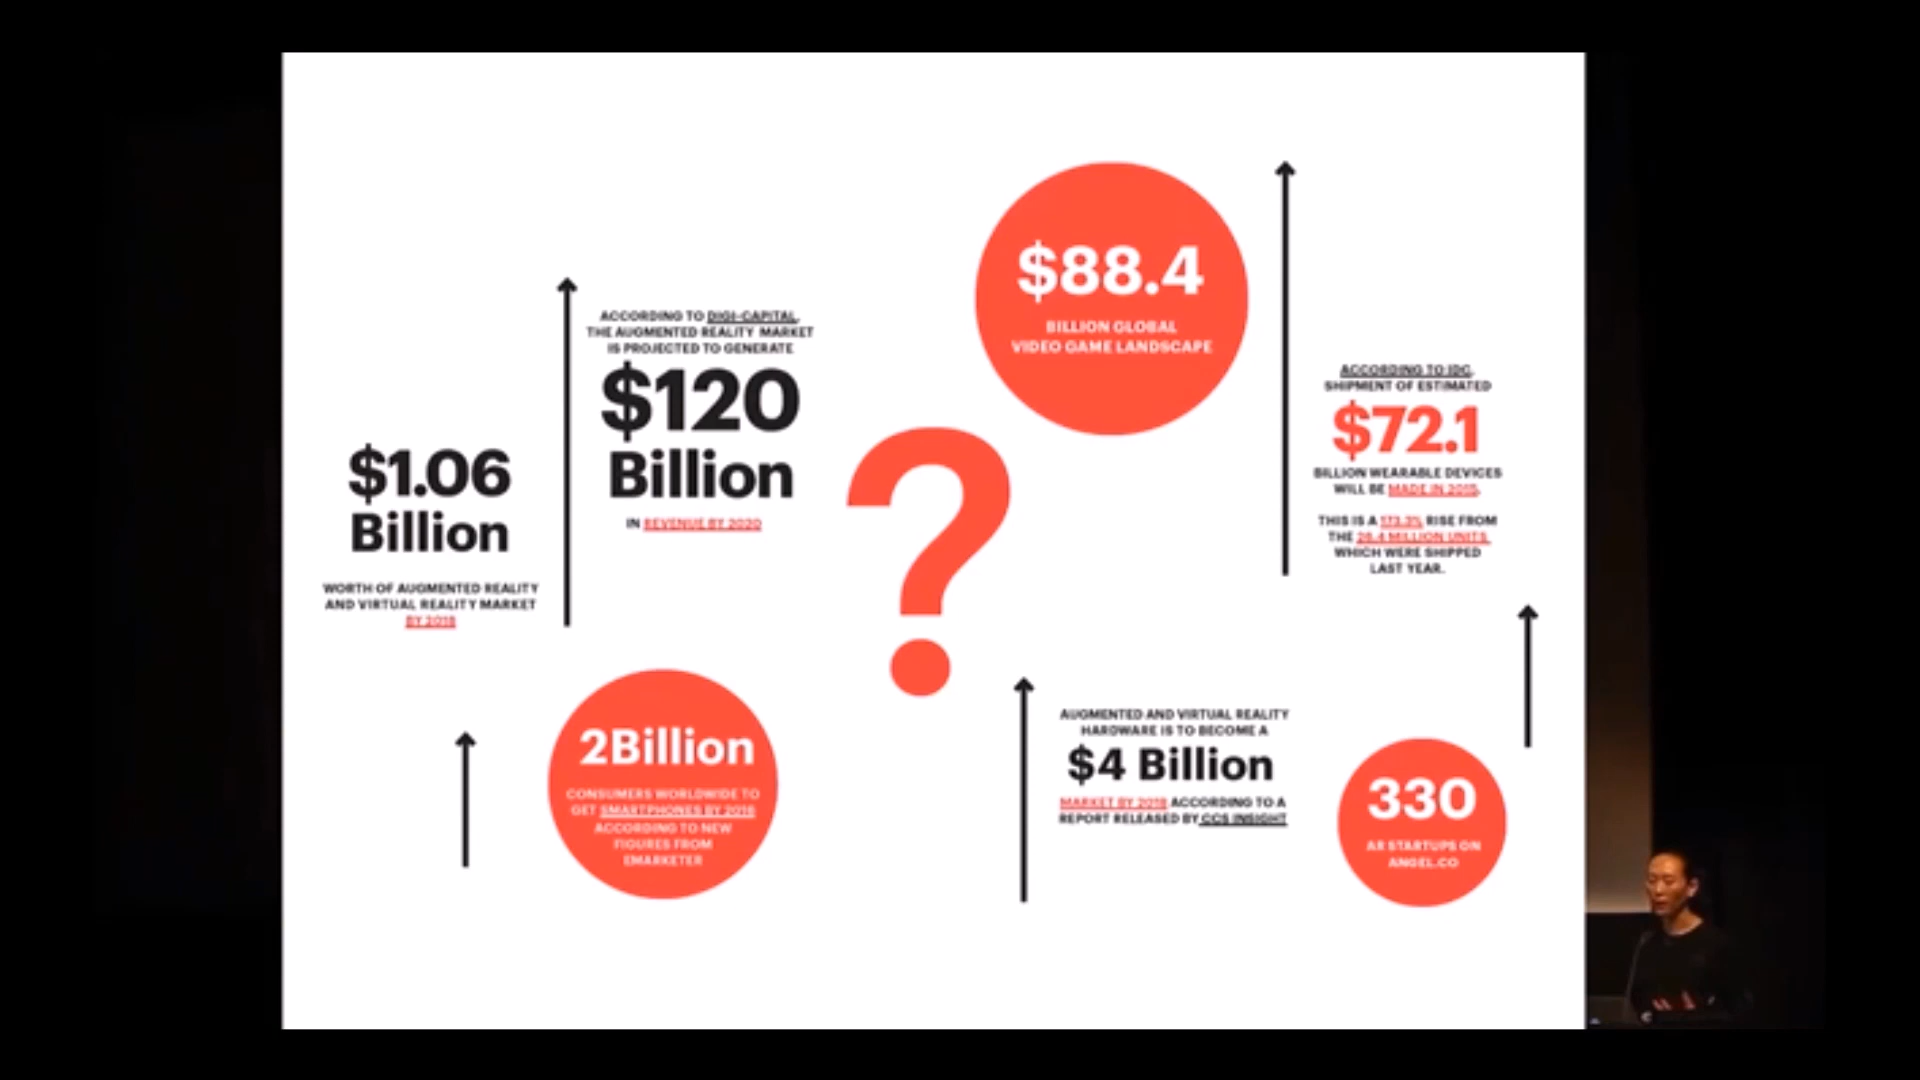 $1.06
Billion
WORTH OF AUGMENTED REALITY
AND VIRTUAL REALITY MARKET
BY 2018
ACCORDING TO DIGI-CAPITAL,
THE AUGMENTED REALITY MARKET
IS PROJECTED TO GENERATE
$120
Billion
IN REVENUE BY 2020
2Billion
CONSUMERS WORLDWIDE TO
GET SMARTPHONES BY 2016
ACCORDING TO NEW
FIGURES FROM
EMARKETER
?
$88.4
BILLION GLOBAL
VIDEO GAME LANDSCAPE
ACCORDING TO IDC,
SHIPMENT OF ESTIMATED
$72.1
BILLION WEARABLE DEVICES
WILL BE MADE IN 2015.
THIS IS A 173.3% RISE FROM
THE 26.4 MILLION UNITS
WHICH WERE SHIPPED
LAST YEAR.
AUGMENTED AND VIRTUAL REALITY
HARDWARE IS TO BECOME A
$4 Billion
MARKET BY 2018 ACCORDING TO A
REPORT RELEASED BY CCS INSIGHT
330
AR STARTUPS ON
ANGEL.CO